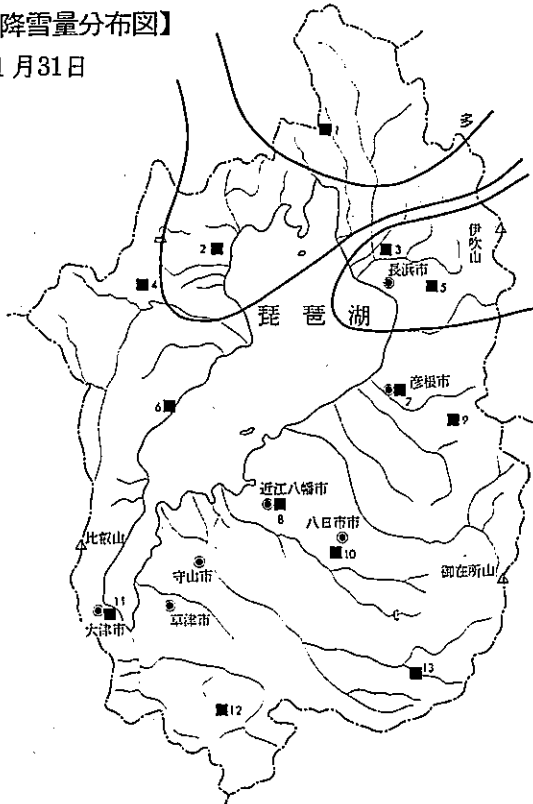 降雪量分布図】
月31日
1
多
伊吹山
2
3
長浜市
4
5
琵琶湖
彦根市
7
6
9
近江八幡市
8
八日市市
10
比叡山
守山市
御在所山
11
大津市
草津市
13
12